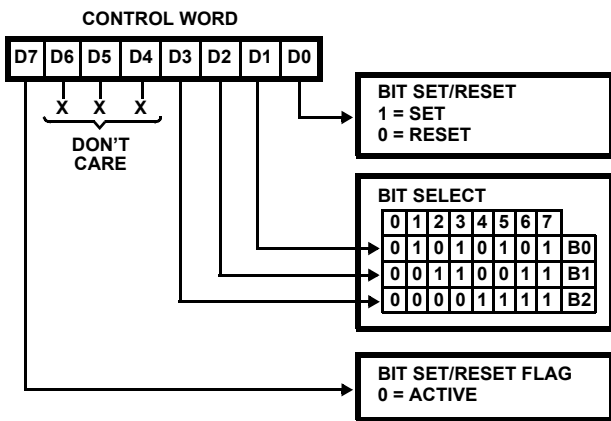 CONTROL WORD
D7 D6 D5 D4 D3 D2 D1 D0
X X X
DON'T
CARE
BIT SET/RESET
1 = SET
0 = RESET
BIT SELECT
0 1 2 3 4 5 6 7
0 1 0 1 0 1 0 1 B0
0 0 1 1 0 0 1 1 B1
0 0 0 0 1 1 1 1 B2
BIT SET/RESET FLAG
0 = ACTIVE